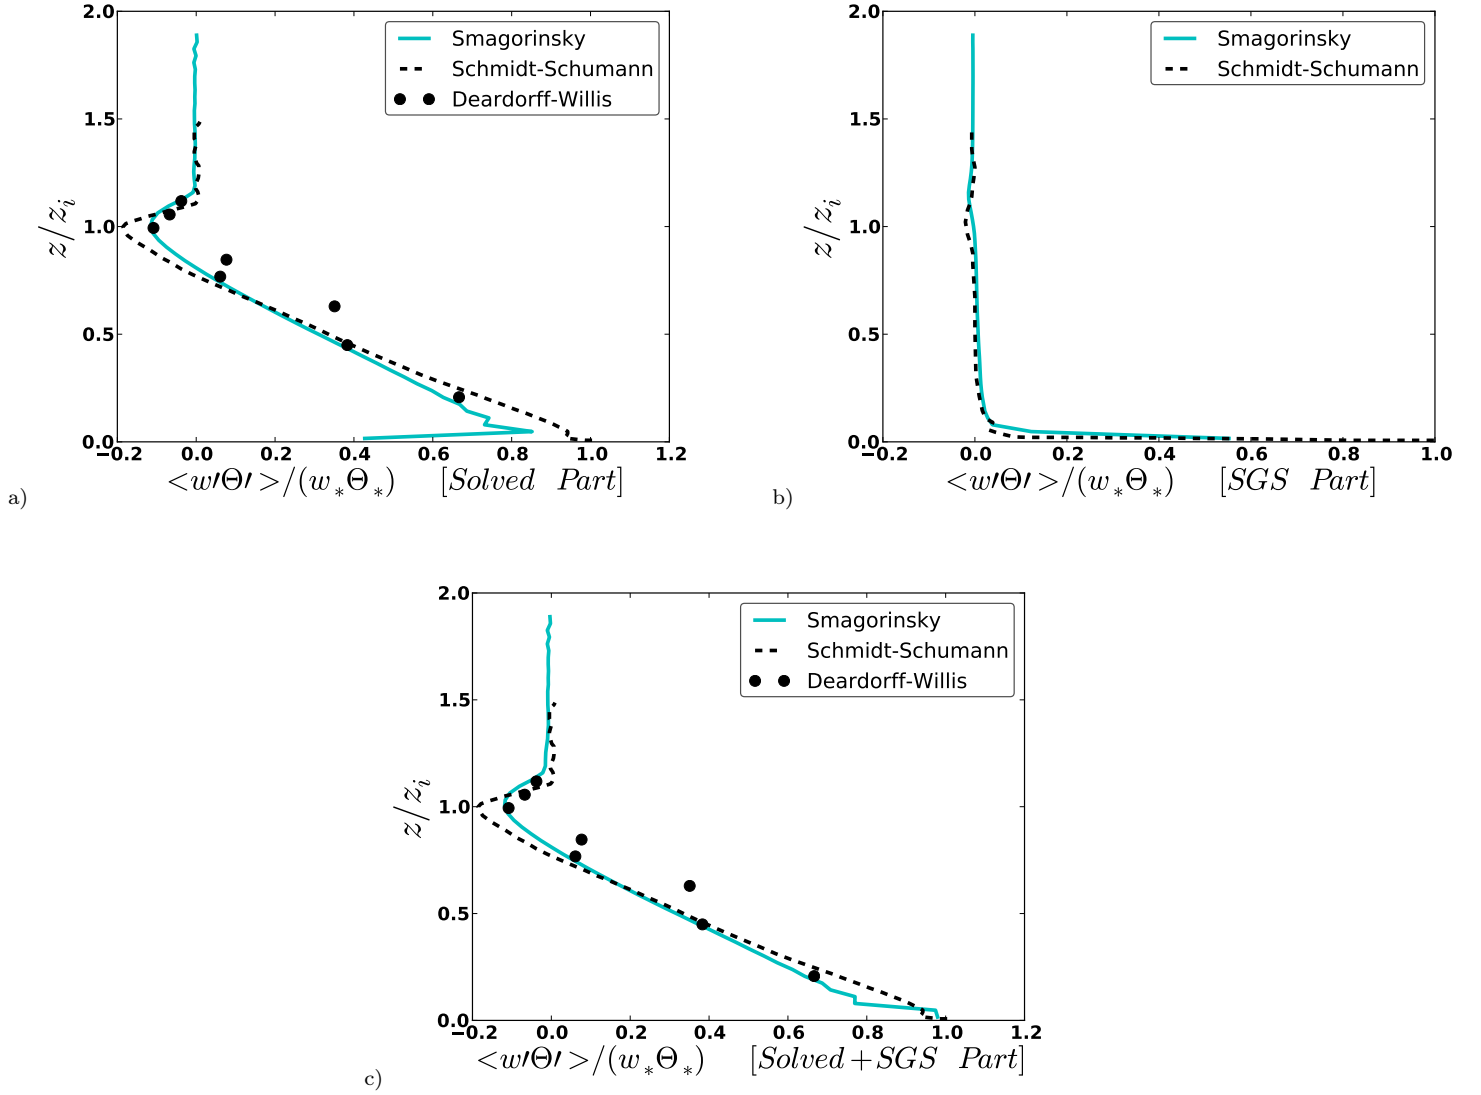 2.0
1.5
1.0
0.5
0.0
z/z_i
Smagorinsky
Schmidt-Schumann
Deardorff-Willis
−0.2 0.0 0.2 0.4 0.6 0.8 1.0 1.2
<w′Θ′>/(w_*Θ_*) [Solved Part]
a)
2.0
1.5
1.0
0.5
0.0
z/z_i
Smagorinsky
Schmidt-Schumann
−0.2 0.0 0.2 0.4 0.6 0.8 1.0
<w′Θ′>/(w_*Θ_*) [SGS Part]
b)
2.0
1.5
1.0
0.5
0.0
z/z_i
Smagorinsky
Schmidt-Schumann
Deardorff-Willis
−0.2 0.0 0.2 0.4 0.6 0.8 1.0 1.2
<w′Θ′>/(w_*Θ_*) [Solved+SGS Part]
c)